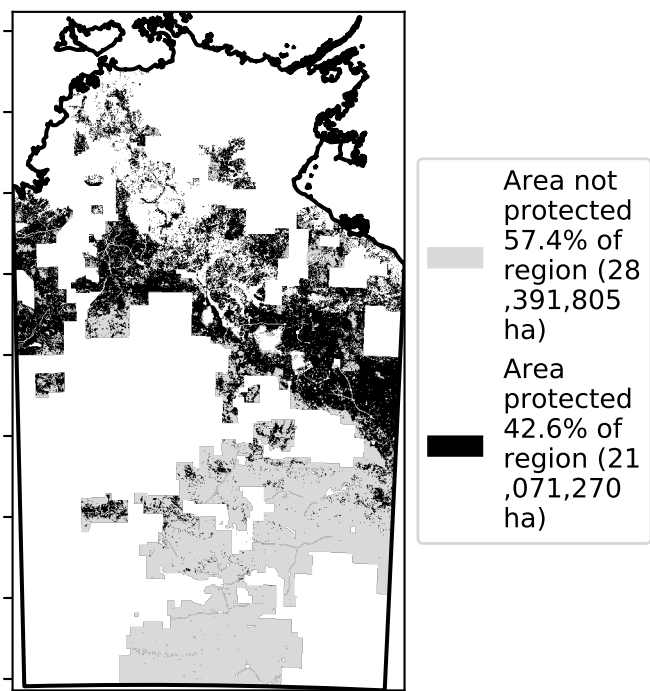 Area not
protected
57.4% of
region (28
,391,805
ha)
Area
protected
42.6% of
region (21
,071,270
ha)